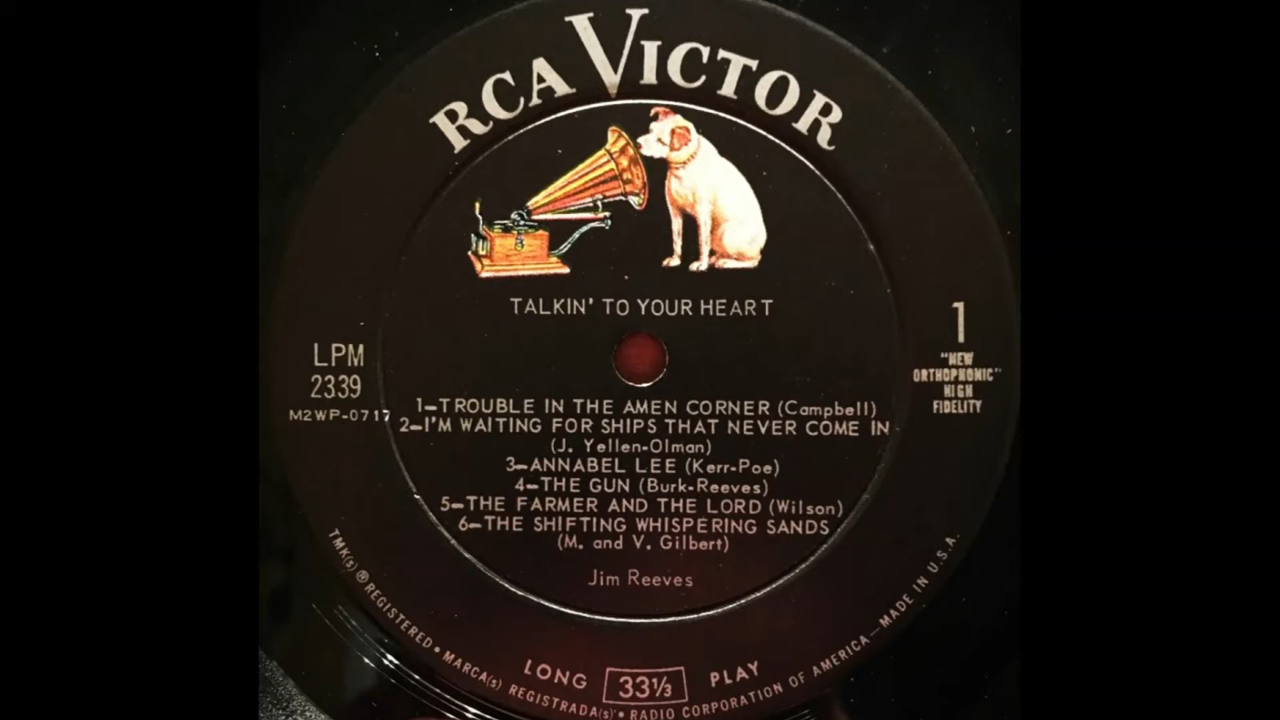 RCA VICTOR
TALKIN' TO YOUR HEART
LPM
2339
M2WP-0717
1
"NEW
ORTHOPHONIC"
HIGH
FIDELITY
1-TROUBLE IN THE AMEN CORNER (Campbell)
2-I'M WAITING FOR SHIPS THAT NEVER COME IN
(J. Yellen-Olman)
3-ANNABEL LEE (Kerr-Poe)
4-THE GUN (Burk-Reeves)
5-THE FARMER AND THE LORD (Wilson)
6-THE SHIFTING WHISPERING SANDS
(M. and V. Gilbert)
Jim Reeves
LONG 33⅓ PLAY
TMK(s) ® REGISTERED • MARCA(s) REGISTRADA(s) • RADIO CORPORATION OF AMERICA—MADE IN U.S.A.